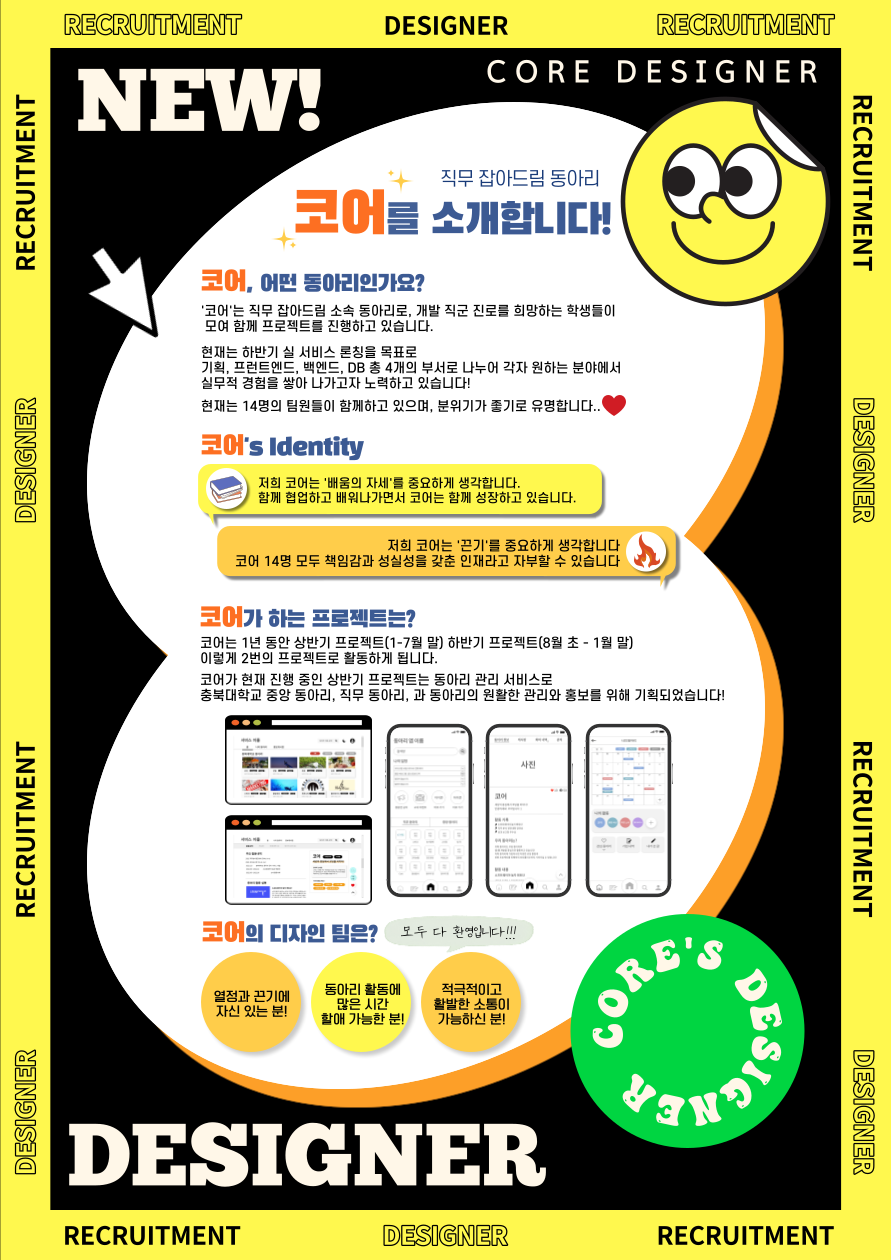 RECRUITMENT
DESIGNER
RECRUITMENT
NEW!
CORE DESIGNER
RECRUITMENT
RECRUITMENT
직무 잡아드림 동아리
코어를 소개합니다!
코어, 어떤 동아리인가요?
'코어'는 직무 잡아드림 소속 동아리로, 개발 직군 진로를 희망하는 학생들이
모여 함께 프로젝트를 진행하고 있습니다.
현재는 하반기 실 서비스 론칭을 목표로
기획, 프런트엔드, 백엔드, DB 총 4개의 부서로 나누어 각자 원하는 분야에서
실무적 경험을 쌓아 나가고자 노력하고 있습니다!
현재는 14명의 팀원들이 함께하고 있으며, 분위기가 좋기로 유명합니다..
DESIGNER
DESIGNER
코어's Identity
저희 코어는 '배움의 자세'를 중요하게 생각합니다.
함께 협업하고 배워나가면서 코어는 함께 성장하고 있습니다.
저희 코어는 '끈기'를 중요하게 생각합니다
코어 14명 모두 책임감과 성실성을 갖춘 인재라고 자부할 수 있습니다
코어가 하는 프로젝트는?
코어는 1년 동안 상반기 프로젝트(1-7월 말) 하반기 프로젝트(8월 초 - 1월 말)
이렇게 2번의 프로젝트로 활동하게 됩니다.
코어가 현재 진행 중인 상반기 프로젝트는 동아리 관리 서비스로
충북대학교 중앙 동아리, 직무 동아리, 과 동아리의 원활한 관리와 홍보를 위해 기획되었습니다!
RECRUITMENT
RECRUITMENT
서비스 이름
동아리 앱 이름
사진
코어
서비스 이름
코어
코어의 디자인 팀은?
모두 다 환영입니다!!!
열정과 끈기에
자신 있는 분!
동아리 활동에
많은 시간
할애 가능한 분!
적극적이고
활발한 소통이
가능하신 분!
CORE'S DESIGNER
DESIGNER
DESIGNER
DESIGNER
RECRUITMENT
DESIGNER
RECRUITMENT